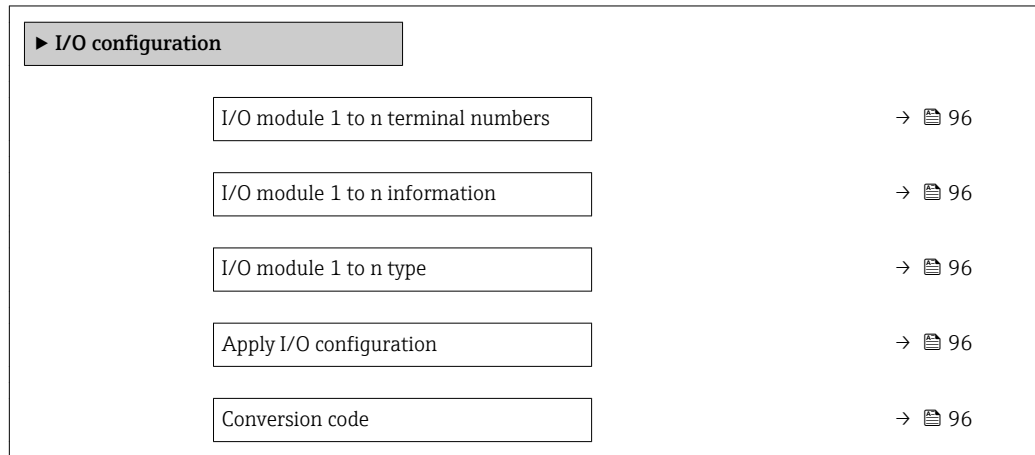 ▶ I/O configuration
I/O module 1 to n terminal numbers → 96
I/O module 1 to n information → 96
I/O module 1 to n type → 96
Apply I/O configuration → 96
Conversion code → 96